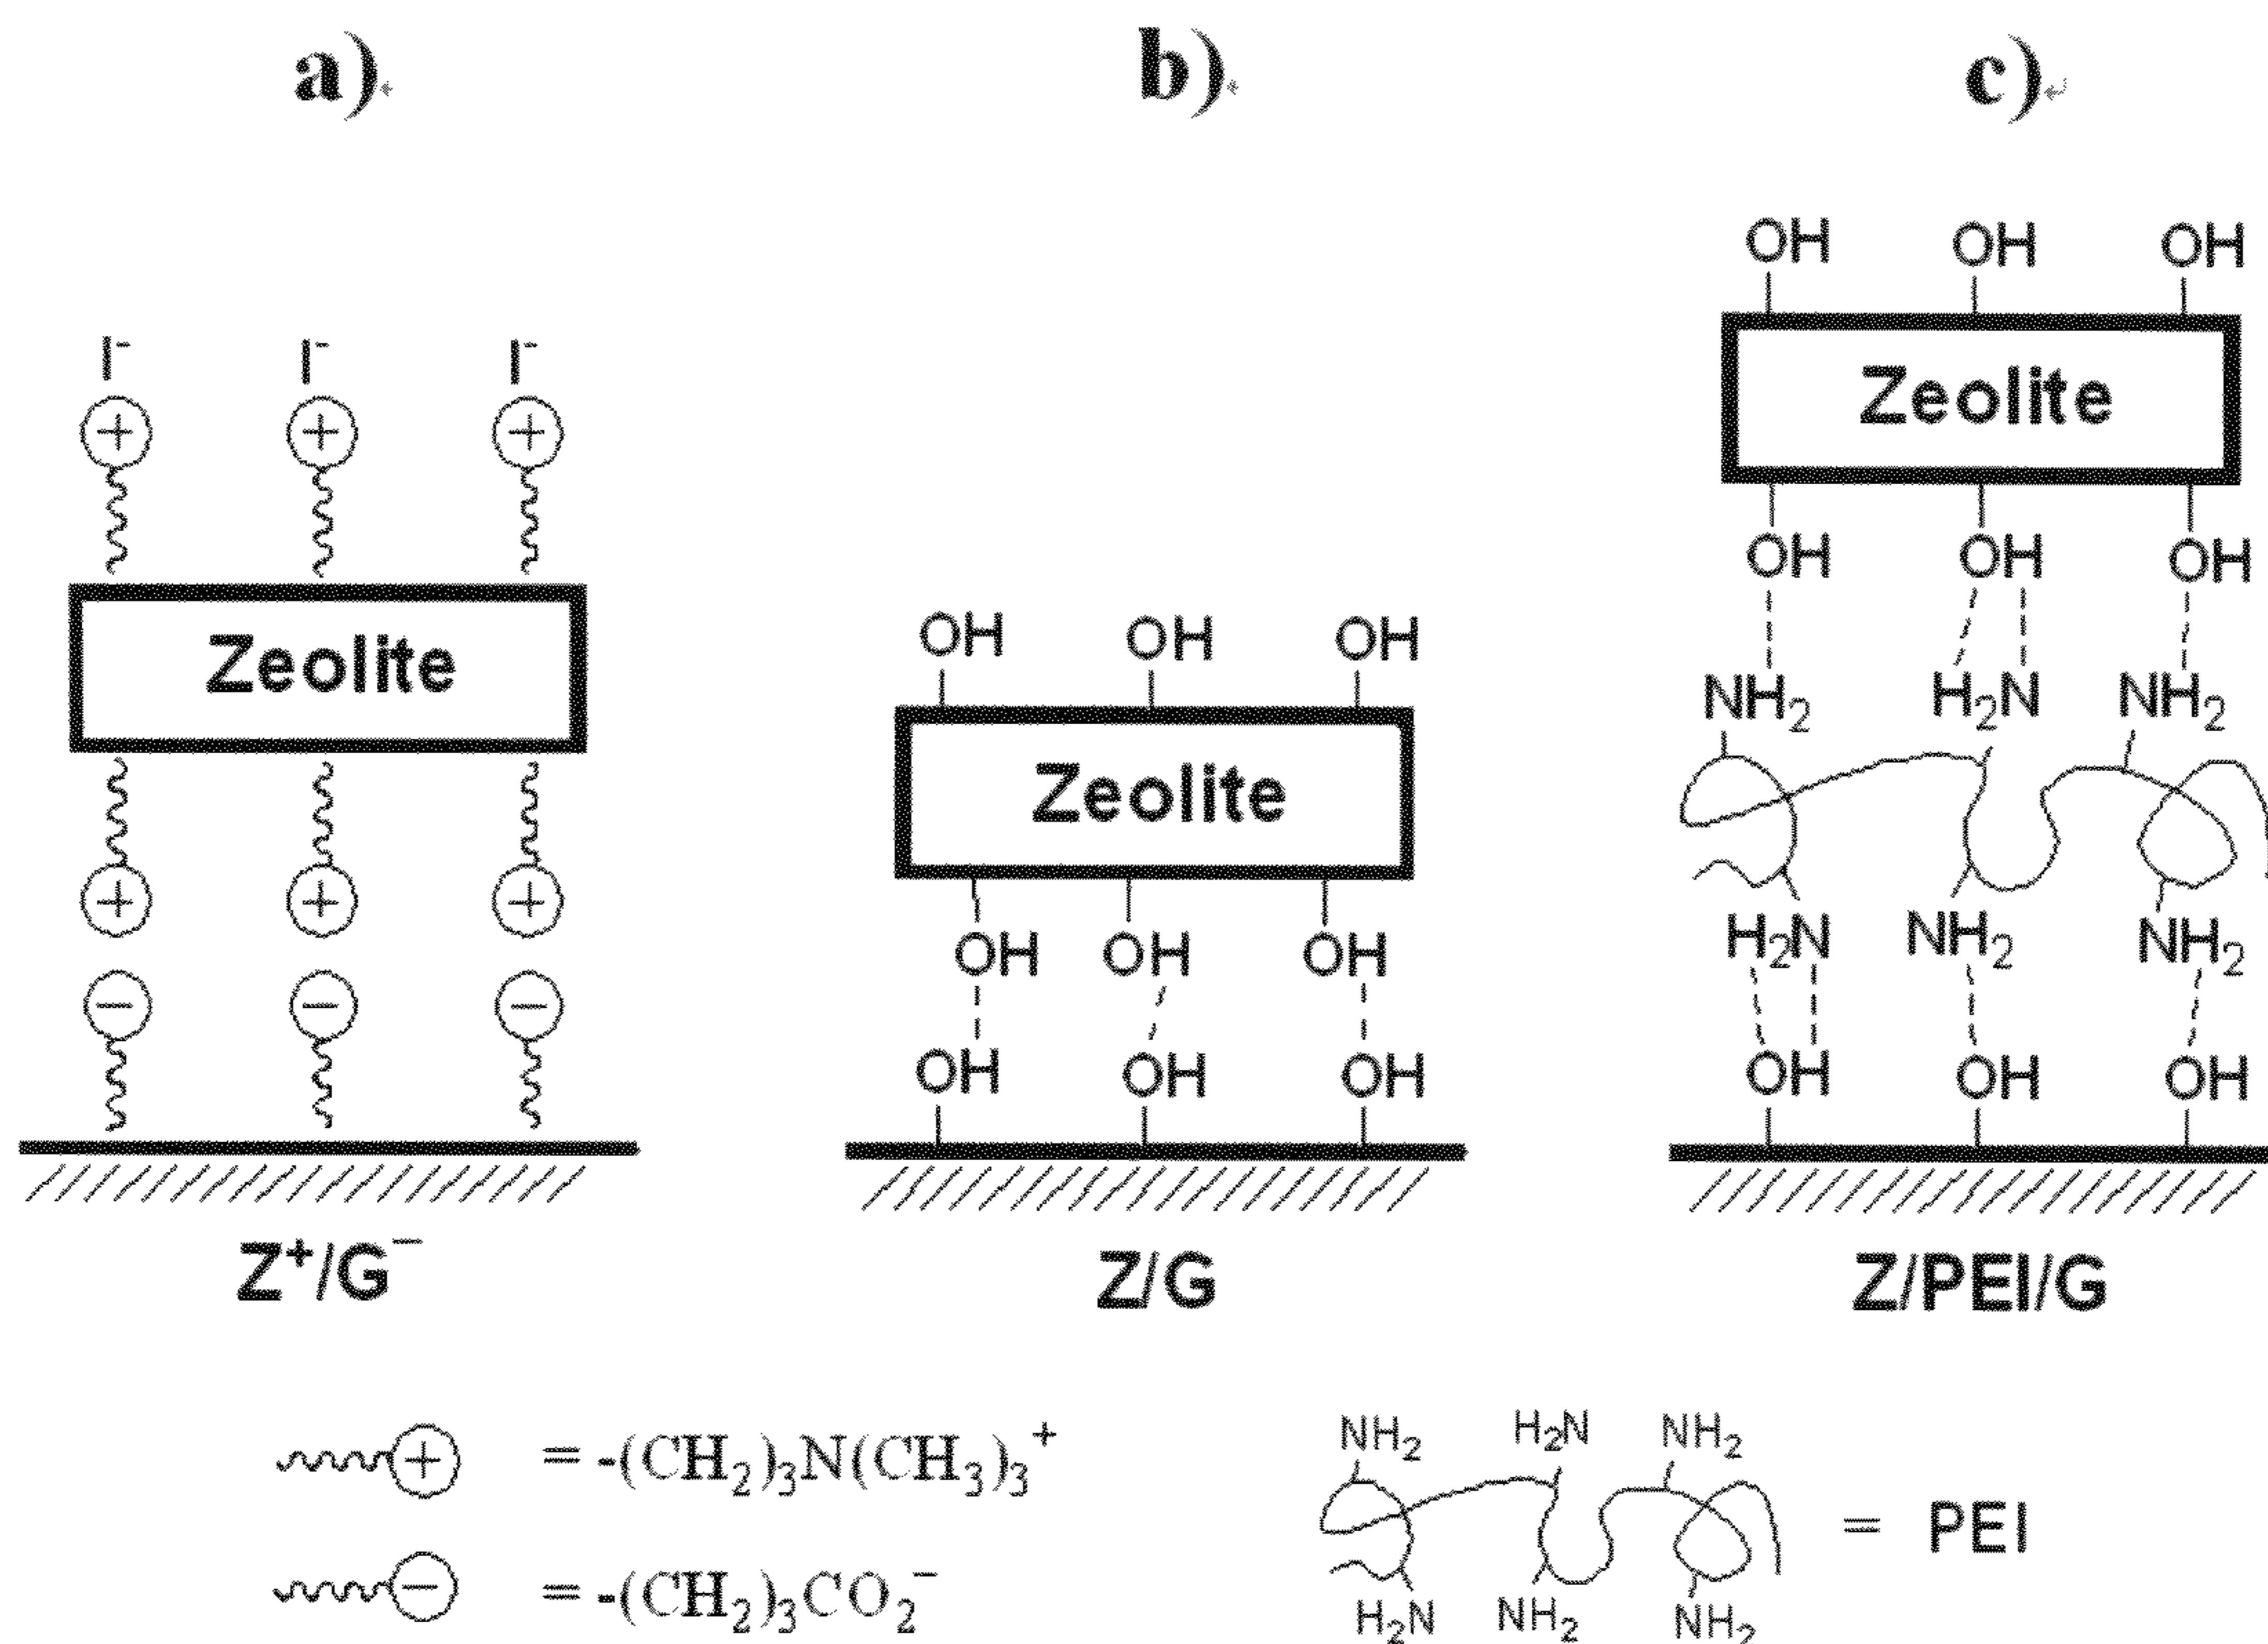 a)
b)
c)↵
OH OH OH
Zeolite
OH OH OH
NH₂ H₂N NH₂
H₂N NH₂ NH₂
OH OH OH
Z/PEI/G
I⁻ I⁻ I⁻
+ + +
Zeolite
+ + +
− − −
Z⁺/G⁻
OH OH OH
Zeolite
OH OH OH
OH OH OH
Z/G
+ = -(CH₂)₃N(CH₃)₃⁺
− = -(CH₂)₃CO₂⁻
NH₂ H₂N NH₂
= PEI
H₂N NH₂ NH₂